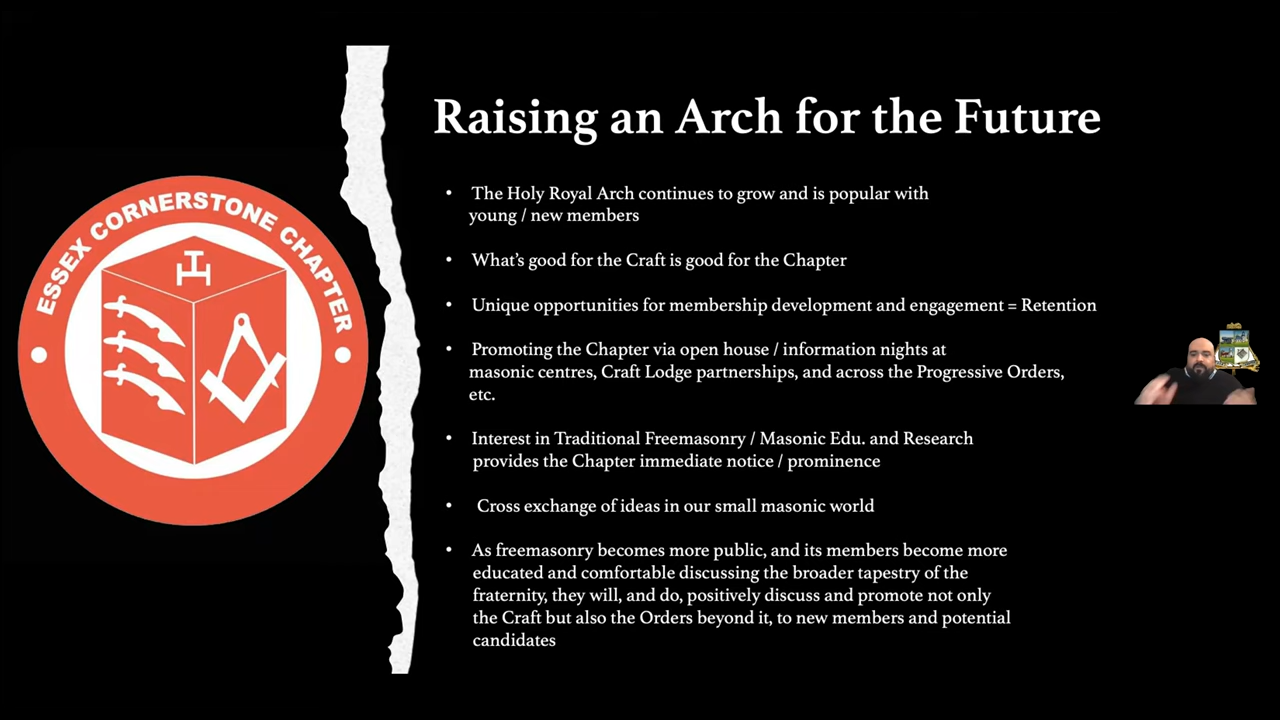 ESSEX CORNERSTONE CHAPTER
Raising an Arch for the Future
• The Holy Royal Arch continues to grow and is popular with
young / new members
• What’s good for the Craft is good for the Chapter
• Unique opportunities for membership development and engagement = Retention
• Promoting the Chapter via open house / information nights at
masonic centres, Craft Lodge partnerships, and across the Progressive Orders,
etc.
• Interest in Traditional Freemasonry / Masonic Edu. and Research
provides the Chapter immediate notice / prominence
• Cross exchange of ideas in our small masonic world
• As freemasonry becomes more public, and its members become more
educated and comfortable discussing the broader tapestry of the
fraternity, they will, and do, positively discuss and promote not only
the Craft but also the Orders beyond it, to new members and potential
candidates